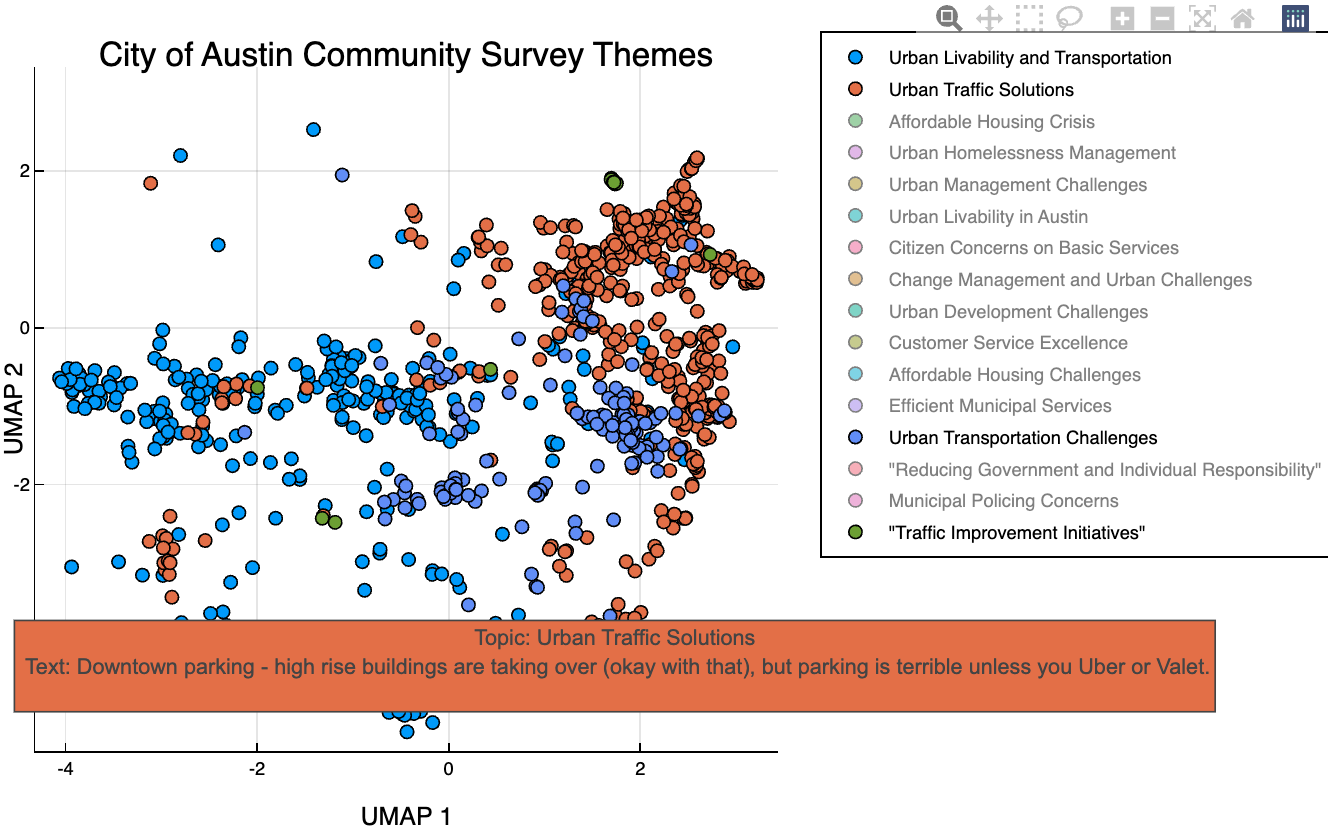 City of Austin Community Survey Themes
Urban Livability and Transportation
Urban Traffic Solutions
Affordable Housing Crisis
Urban Homelessness Management
Urban Management Challenges
Urban Livability in Austin
Citizen Concerns on Basic Services
Change Management and Urban Challenges
Urban Development Challenges
Customer Service Excellence
Affordable Housing Challenges
Efficient Municipal Services
Urban Transportation Challenges
"Reducing Government and Individual Responsibility"
Municipal Policing Concerns
"Traffic Improvement Initiatives"
2
0
-2
UMAP 2
Topic: Urban Traffic Solutions
Text: Downtown parking - high rise buildings are taking over (okay with that), but parking is terrible unless you Uber or Valet.
-4
-2
0
2
UMAP 1